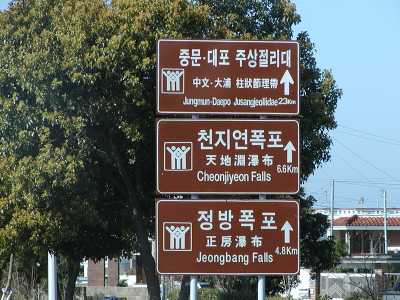 중문·대포 주상절리대
中文·大浦 柱狀節理帶
Jungmun-Daepo Jusangjeollidae 23Km
천지연폭포
天地淵瀑布
Cheonjiyeon Falls 6.6Km
정방폭포
正房瀑布
Jeongbang Falls 4.8Km